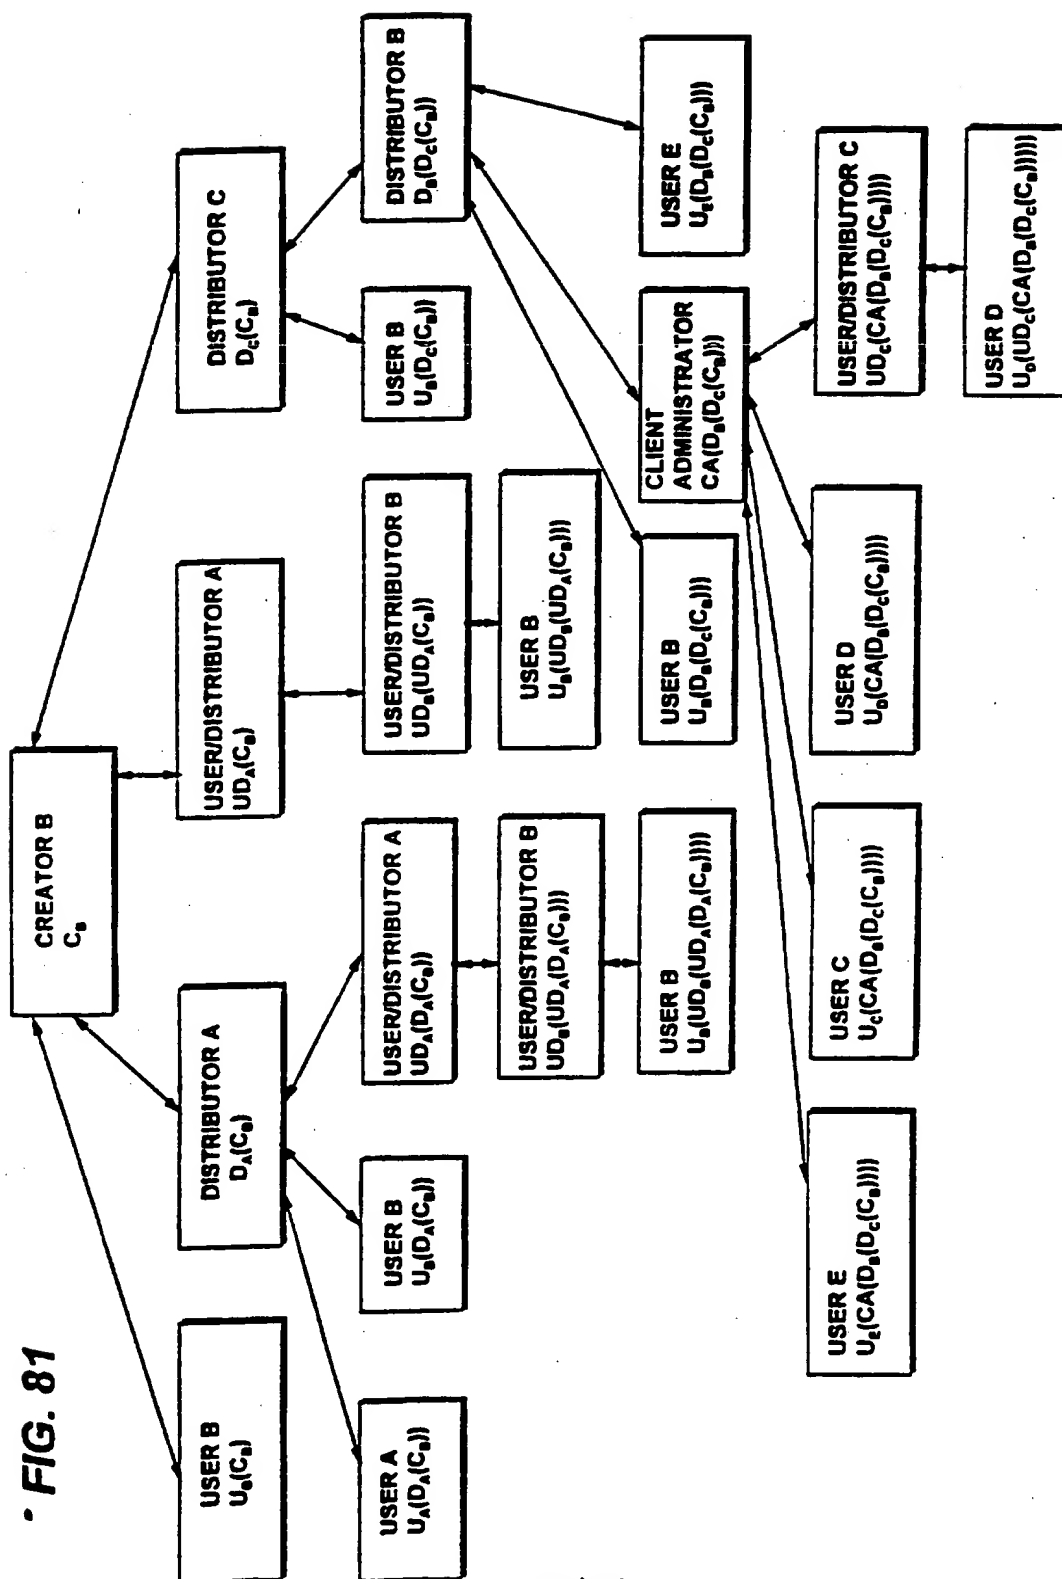 FIG. 81
CREATOR B
C_B
USER B
U_B(C_B)
DISTRIBUTOR A
D_A(C_B)
USER/DISTRIBUTOR A
UD_A(C_B)
DISTRIBUTOR C
D_C(C_B)
USER A
U_A(D_A(C_B))
USER B
U_B(D_A(C_B))
USER/DISTRIBUTOR A
UD_A(D_A(C_B))
USER/DISTRIBUTOR B
UD_B(UD_A(C_B))
USER B
U_B(D_C(C_B))
DISTRIBUTOR B
D_B(D_C(C_B))
USER/DISTRIBUTOR B
UD_B(UD_A(D_A(C_B)))
USER B
U_B(UD_B(UD_A(C_B)))
USER B
U_B(UD_B(UD_A(D_A(C_B))))
USER B
U_B(D_B(D_C(C_B)))
CLIENT
ADMINISTRATOR
CA(D_B(D_C(C_B)))
USER E
U_E(D_B(D_C(C_B)))
USER E
U_E(CA(D_B(D_C(C_B))))
USER C
U_C(CA(D_B(D_C(C_B))))
USER D
U_D(CA(D_B(D_C(C_B))))
USER/DISTRIBUTOR C
UD_C(CA(D_B(D_C(C_B))))
USER D
U_D(UD_C(CA(D_B(D_C(C_B)))))